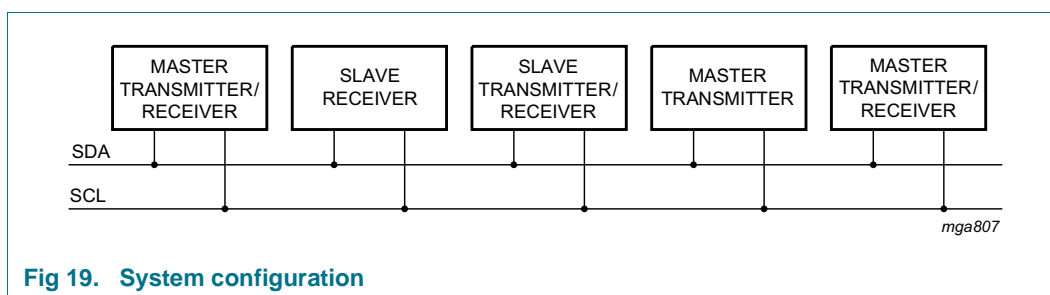 MASTER
TRANSMITTER/
RECEIVER
SLAVE
RECEIVER
SLAVE
TRANSMITTER/
RECEIVER
MASTER
TRANSMITTER
MASTER
TRANSMITTER/
RECEIVER
SDA
SCL
mga807
Fig 19. System configuration